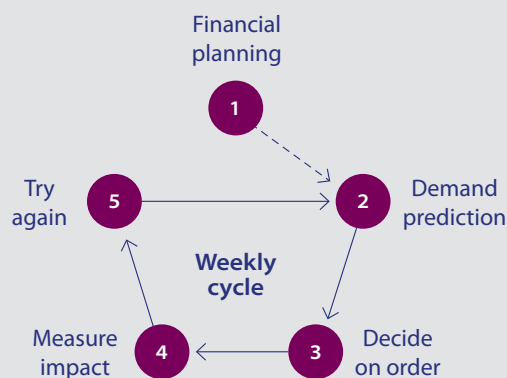 Financial
planning
1
Try
again
5
2
Demand
prediction
Weekly
cycle
Measure
impact
4
3
Decide
on order